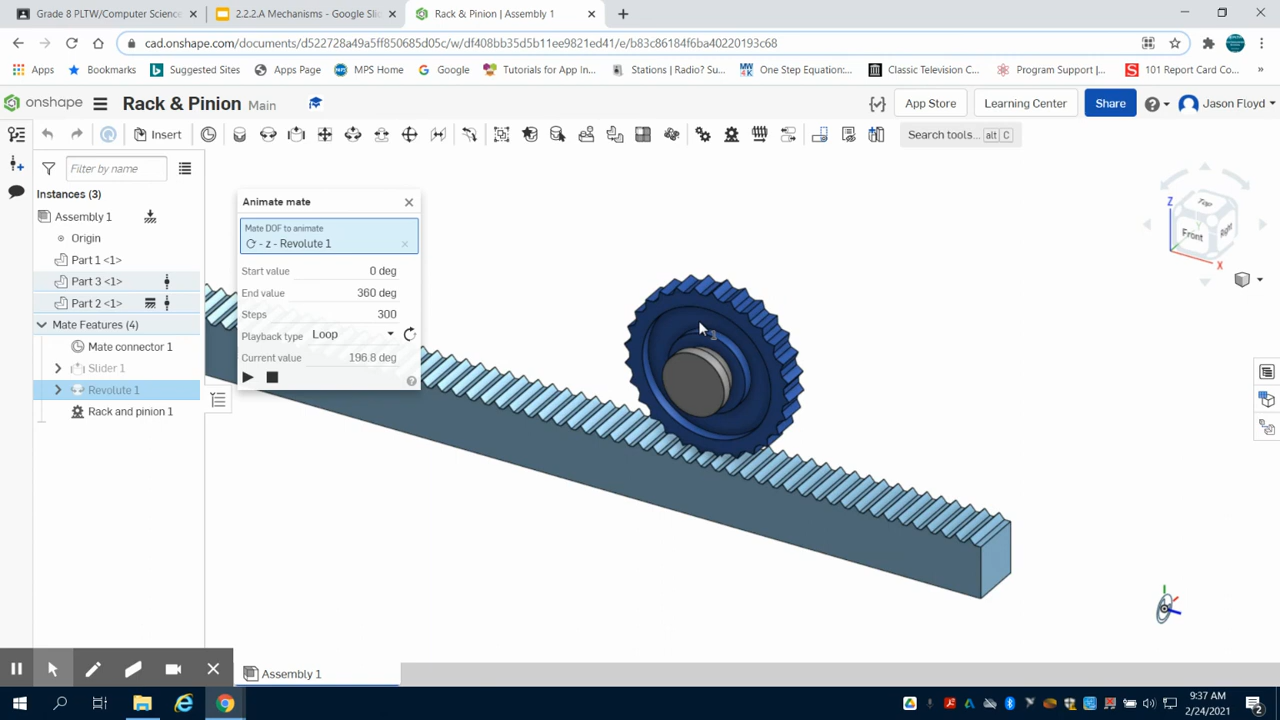 Grade 8 PLTW/Computer Science
2.2.2.A Mechanisms - Google Slid
Rack & Pinion | Assembly 1
cad.onshape.com/documents/d522728a49a5ff850685d05c/w/df408bb35d5b11ee9821ed41/e/b83c86184f6ba40220193c68
Apps
Bookmarks
Suggested Sites
Apps Page
MPS Home
Google
Tutorials for App In...
Stations | Radio? Su...
One Step Equation:...
Classic Television C...
Program Support |...
101 Report Card Co...
»
onshape
Rack & Pinion
Main
App Store
Learning Center
Share
Jason Floyd
Insert
Search tools...
alt
C
Filter by name
Instances (3)
Assembly 1
Origin
Part 1 <1>
Part 3 <1>
Part 2 <1>
Mate Features (4)
Mate connector 1
Slider 1
Revolute 1
Rack and pinion 1
Animate mate
Mate DOF to animate
- z - Revolute 1
Start value 0 deg
End value 360 deg
Steps 300
Playback type Loop
Current value 196.8 deg
Z
Top
Front
Right
X
Assembly 1
9:37 AM
2/24/2021
2